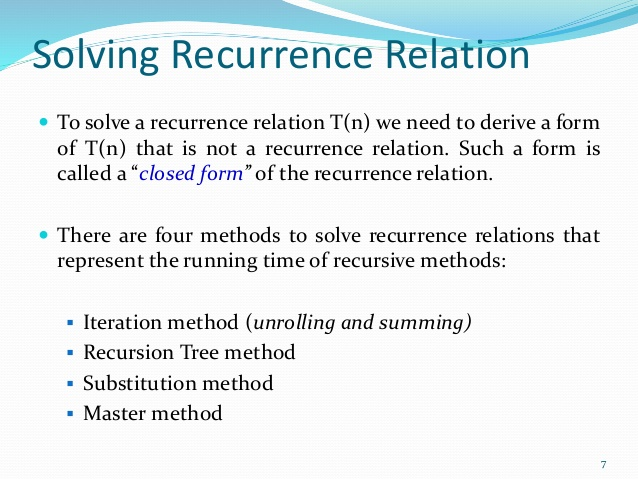 Solving Recurrence Relation
• To solve a recurrence relation T(n) we need to derive a form
of T(n) that is not a recurrence relation. Such a form is
called a “closed form” of the recurrence relation.
• There are four methods to solve recurrence relations that
represent the running time of recursive methods:
▪ Iteration method (unrolling and summing)
▪ Recursion Tree method
▪ Substitution method
▪ Master method
7